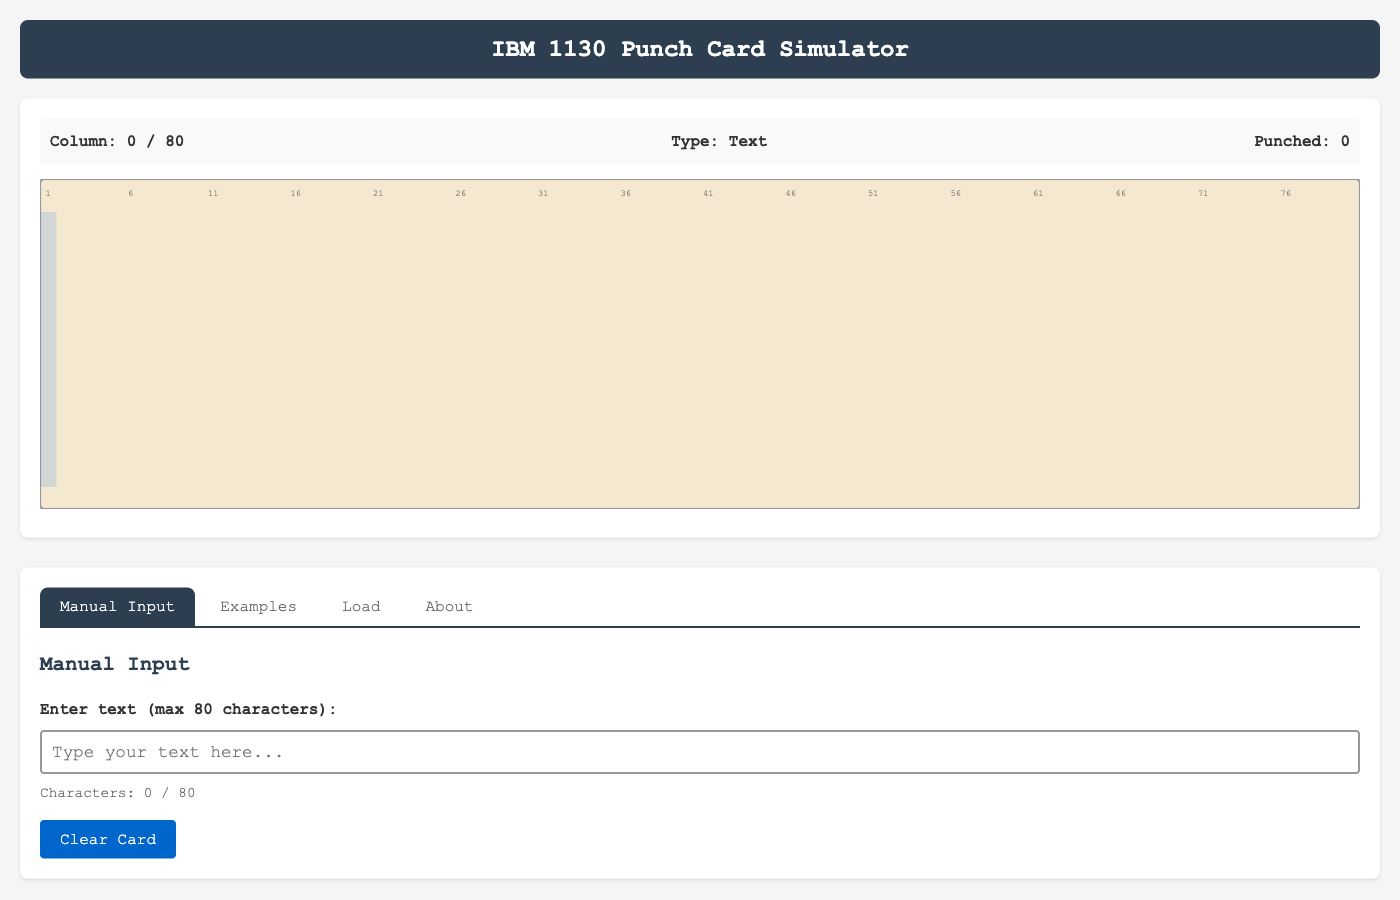 IBM 1130 Punch Card Simulator
Column: 0 / 80 Type: Text Punched: 0
1 6 11 16 21 26 31 36 41 46 51 56 61 66 71 76
Manual Input Examples Load About
Manual Input
Enter text (max 80 characters):
Type your text here...
Characters: 0 / 80
Clear Card